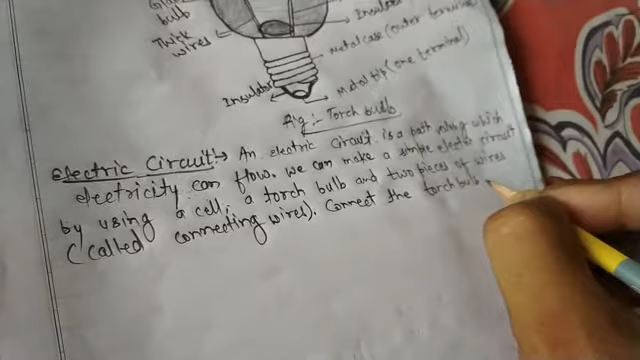 Glass
bulb
Thick
wires
Insulator
Metal case (outer terminal)
Insulator
Metal tip (one terminal)
fig:- Torch bulb
Electric Circuit:→ An electric circuit is a path along which
electricity can flow. We can make a simple electric circuit
by using a cell, a torch bulb and two pieces of wires
(called connecting wires). Connect the torch bulb